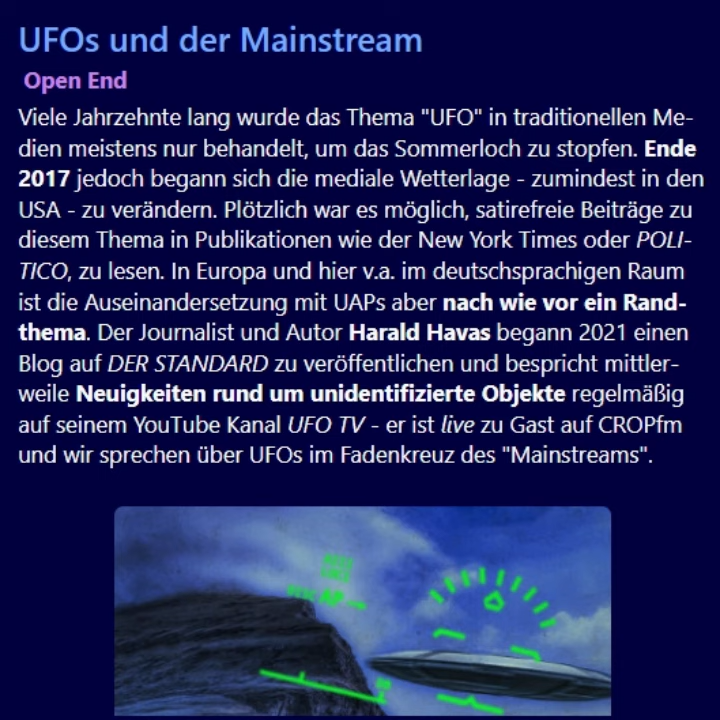 UFOs und der Mainstream
Open End
Viele Jahrzehnte lang wurde das Thema "UFO" in traditionellen Me-
dien meistens nur behandelt, um das Sommerloch zu stopfen. Ende
2017 jedoch begann sich die mediale Wetterlage - zumindest in den
USA - zu verändern. Plötzlich war es möglich, satirefreie Beiträge zu
diesem Thema in Publikationen wie der New York Times oder POLI-
TICO, zu lesen. In Europa und hier v.a. im deutschsprachigen Raum
ist die Auseinandersetzung mit UAPs aber nach wie vor ein Rand-
thema. Der Journalist und Autor Harald Havas begann 2021 einen
Blog auf DER STANDARD zu veröffentlichen und bespricht mittler-
weile Neuigkeiten rund um unidentifizierte Objekte regelmäßig
auf seinem YouTube Kanal UFO TV - er ist live zu Gast auf CROPfm
und wir sprechen über UFOs im Fadenkreuz des "Mainstreams".